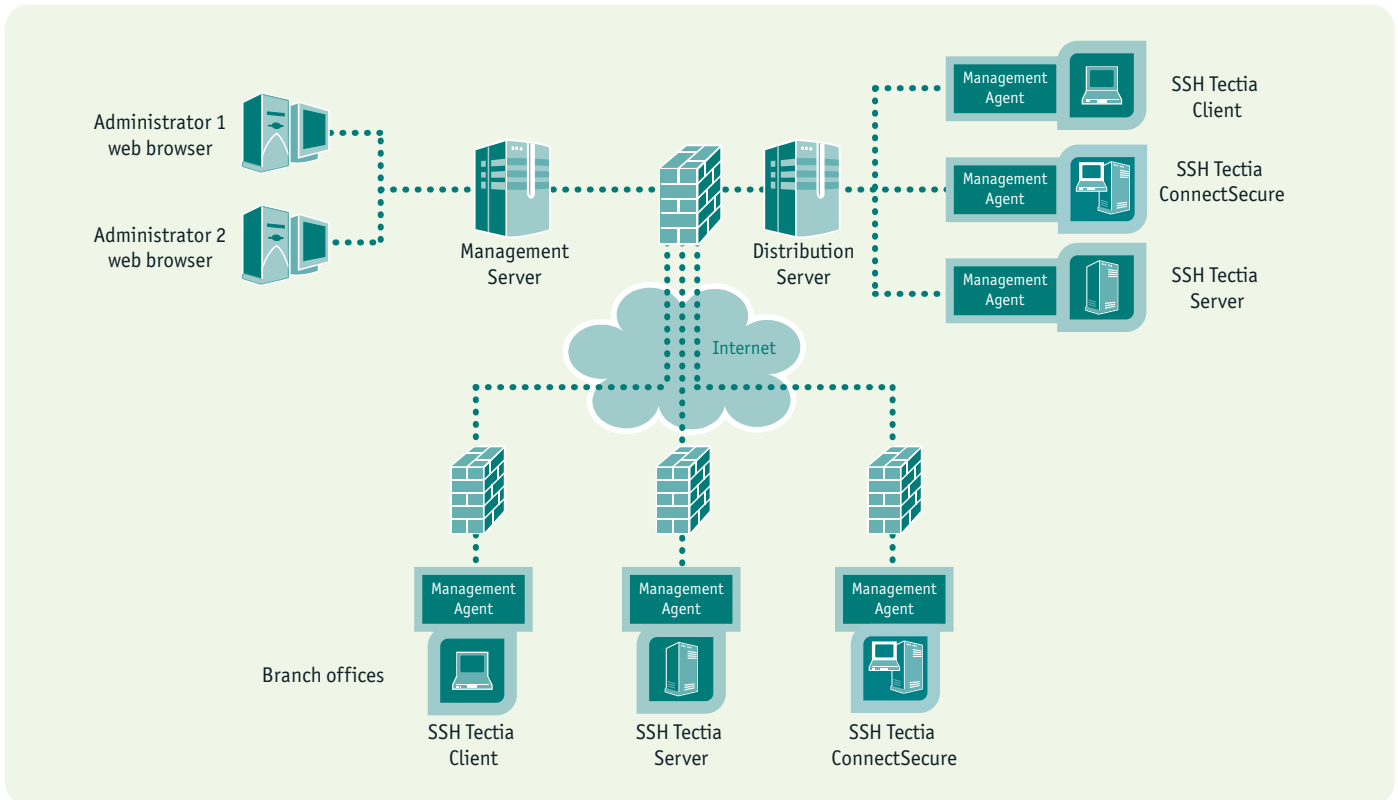 Administrator 1
web browser
Administrator 2
web browser
Management
Server
Distribution
Server
Management
Agent
SSH Tectia
Client
Management
Agent
SSH Tectia
ConnectSecure
Management
Agent
SSH Tectia
Server
Internet
Management
Agent
Management
Agent
Management
Agent
Branch offices
SSH Tectia
Client
SSH Tectia
Server
SSH Tectia
ConnectSecure